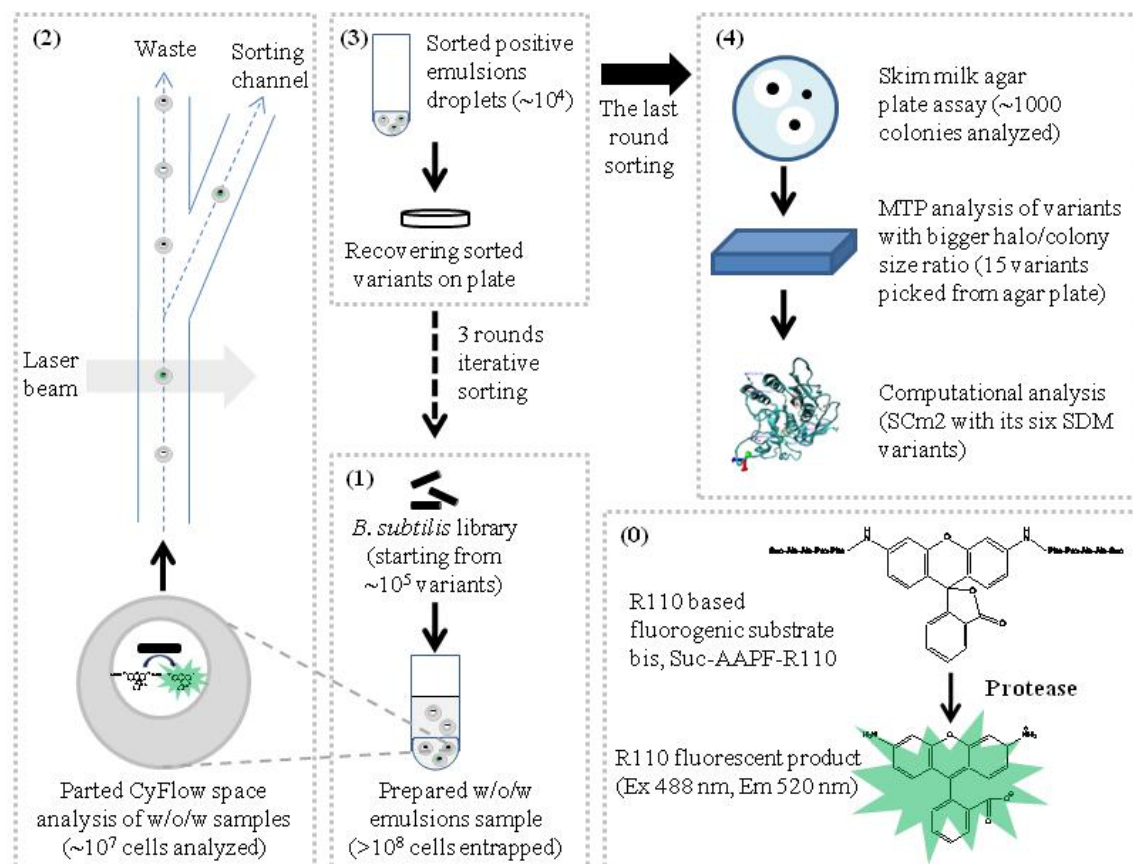 (2)
Waste
Sorting
channel
Laser
beam
Parted CyFlow space
analysis of w/o/w samples
(~10⁷ cells analyzed)
(3)
Sorted positive
emulsions
droplets (~10⁴)
Recovering sorted
variants on plate
3 rounds
iterative
sorting
The last
round
sorting
(1)
B. subtilis library
(starting from
~10⁵ variants)
Prepared w/o/w
emulsions sample
(>10⁸ cells entrapped)
(4)
Skim milk agar
plate assay (~1000
colonies analyzed)
MTP analysis of variants
with bigger halo/colony
size ratio (15 variants
picked from agar plate)
Computational analysis
(SCm2 with its six SDM
variants)
(0)
R110 based
fluorogenic substrate
bis, Suc-AAPF-R110
Protease
R110 fluorescent product
(Ex 488 nm, Em 520 nm)